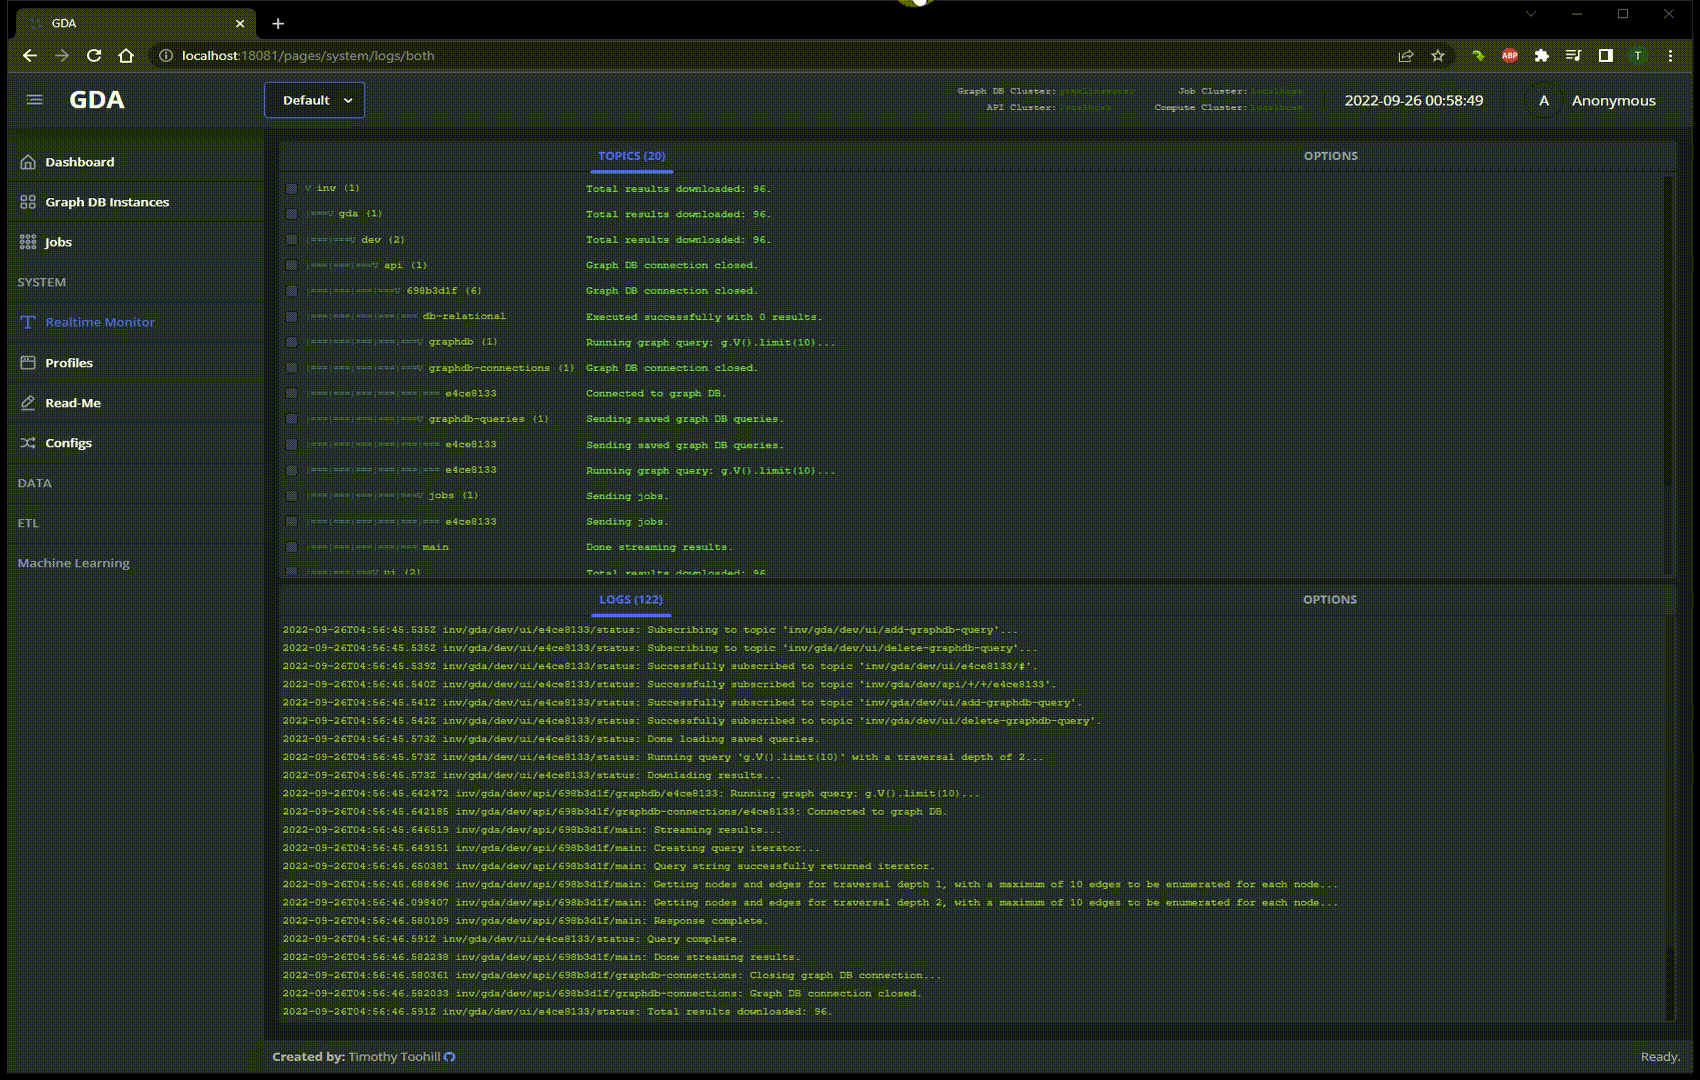 GDA
localhost:18081/pages/system/logs/both
ABP
T
GDA
Default
Graph DB Cluster: gremlinserver
Job Cluster: localhost
API Cluster: localhost
Compute Cluster: localhost
2022-09-26 00:58:49
A Anonymous
Dashboard
Graph DB Instances
Jobs
SYSTEM
Realtime Monitor
Profiles
Read-Me
Configs
DATA
ETL
Machine Learning
TOPICS (20)
OPTIONS
V inv (1) Total results downloaded: 96.
|===V gda (1) Total results downloaded: 96.
|===|===V dev (2) Total results downloaded: 96.
|===|===|===V api (1) Graph DB connection closed.
|===|===|===|===V 698b3d1f (6) Graph DB connection closed.
|===|===|===|===|=== db-relational Executed successfully with 0 results.
|===|===|===|===|===V graphdb (1) Running graph query: g.V().limit(10)...
|===|===|===|===|===V graphdb-connections (1) Graph DB connection closed.
|===|===|===|===|===|=== e4ce8133 Connected to graph DB.
|===|===|===|===|===V graphdb-queries (1) Sending saved graph DB queries.
|===|===|===|===|===|=== e4ce8133 Sending saved graph DB queries.
|===|===|===|===|===|=== e4ce8133 Running graph query: g.V().limit(10)...
|===|===|===|===|===V jobs (1) Sending jobs.
|===|===|===|===|===|=== e4ce8133 Sending jobs.
|===|===|===|===|=== main Done streaming results.
|===|===|===V ui (2) Total results downloaded: 96
LOGS (122)
OPTIONS
2022-09-26T04:56:45.535Z inv/gda/dev/ui/e4ce8133/status: Subscribing to topic 'inv/gda/dev/ui/add-graphdb-query'...
2022-09-26T04:56:45.535Z inv/gda/dev/ui/e4ce8133/status: Subscribing to topic 'inv/gda/dev/ui/delete-graphdb-query'...
2022-09-26T04:56:45.539Z inv/gda/dev/ui/e4ce8133/status: Successfully subscribed to topic 'inv/gda/dev/ui/e4ce8133/#'.
2022-09-26T04:56:45.540Z inv/gda/dev/ui/e4ce8133/status: Successfully subscribed to topic 'inv/gda/dev/api/+/+/e4ce8133'.
2022-09-26T04:56:45.541Z inv/gda/dev/ui/e4ce8133/status: Successfully subscribed to topic 'inv/gda/dev/ui/add-graphdb-query'.
2022-09-26T04:56:45.542Z inv/gda/dev/ui/e4ce8133/status: Successfully subscribed to topic 'inv/gda/dev/ui/delete-graphdb-query'.
2022-09-26T04:56:45.573Z inv/gda/dev/ui/e4ce8133/status: Done loading saved queries.
2022-09-26T04:56:45.573Z inv/gda/dev/ui/e4ce8133/status: Running query 'g.V().limit(10)' with a traversal depth of 2...
2022-09-26T04:56:45.573Z inv/gda/dev/ui/e4ce8133/status: Downlading results...
2022-09-26T04:56:45.642472 inv/gda/dev/api/698b3d1f/graphdb/e4ce8133: Running graph query: g.V().limit(10)...
2022-09-26T04:56:45.642185 inv/gda/dev/api/698b3d1f/graphdb-connections/e4ce8133: Connected to graph DB.
2022-09-26T04:56:45.646519 inv/gda/dev/api/698b3d1f/main: Streaming results...
2022-09-26T04:56:45.649151 inv/gda/dev/api/698b3d1f/main: Creating query iterator...
2022-09-26T04:56:45.650381 inv/gda/dev/api/698b3d1f/main: Query string successfully returned iterator.
2022-09-26T04:56:45.688496 inv/gda/dev/api/698b3d1f/main: Getting nodes and edges for traversal depth 1, with a maximum of 10 edges to be enumerated for each node...
2022-09-26T04:56:46.098407 inv/gda/dev/api/698b3d1f/main: Getting nodes and edges for traversal depth 2, with a maximum of 10 edges to be enumerated for each node...
2022-09-26T04:56:46.580109 inv/gda/dev/api/698b3d1f/main: Response complete.
2022-09-26T04:56:46.591Z inv/gda/dev/ui/e4ce8133/status: Query complete.
2022-09-26T04:56:46.582238 inv/gda/dev/api/698b3d1f/main: Done streaming results.
2022-09-26T04:56:46.580361 inv/gda/dev/api/698b3d1f/graphdb-connections: Closing graph DB connection...
2022-09-26T04:56:46.582033 inv/gda/dev/api/698b3d1f/graphdb-connections: Graph DB connection closed.
2022-09-26T04:56:46.591Z inv/gda/dev/ui/e4ce8133/status: Total results downloaded: 96.
Created by: Timothy Toohill
Ready.